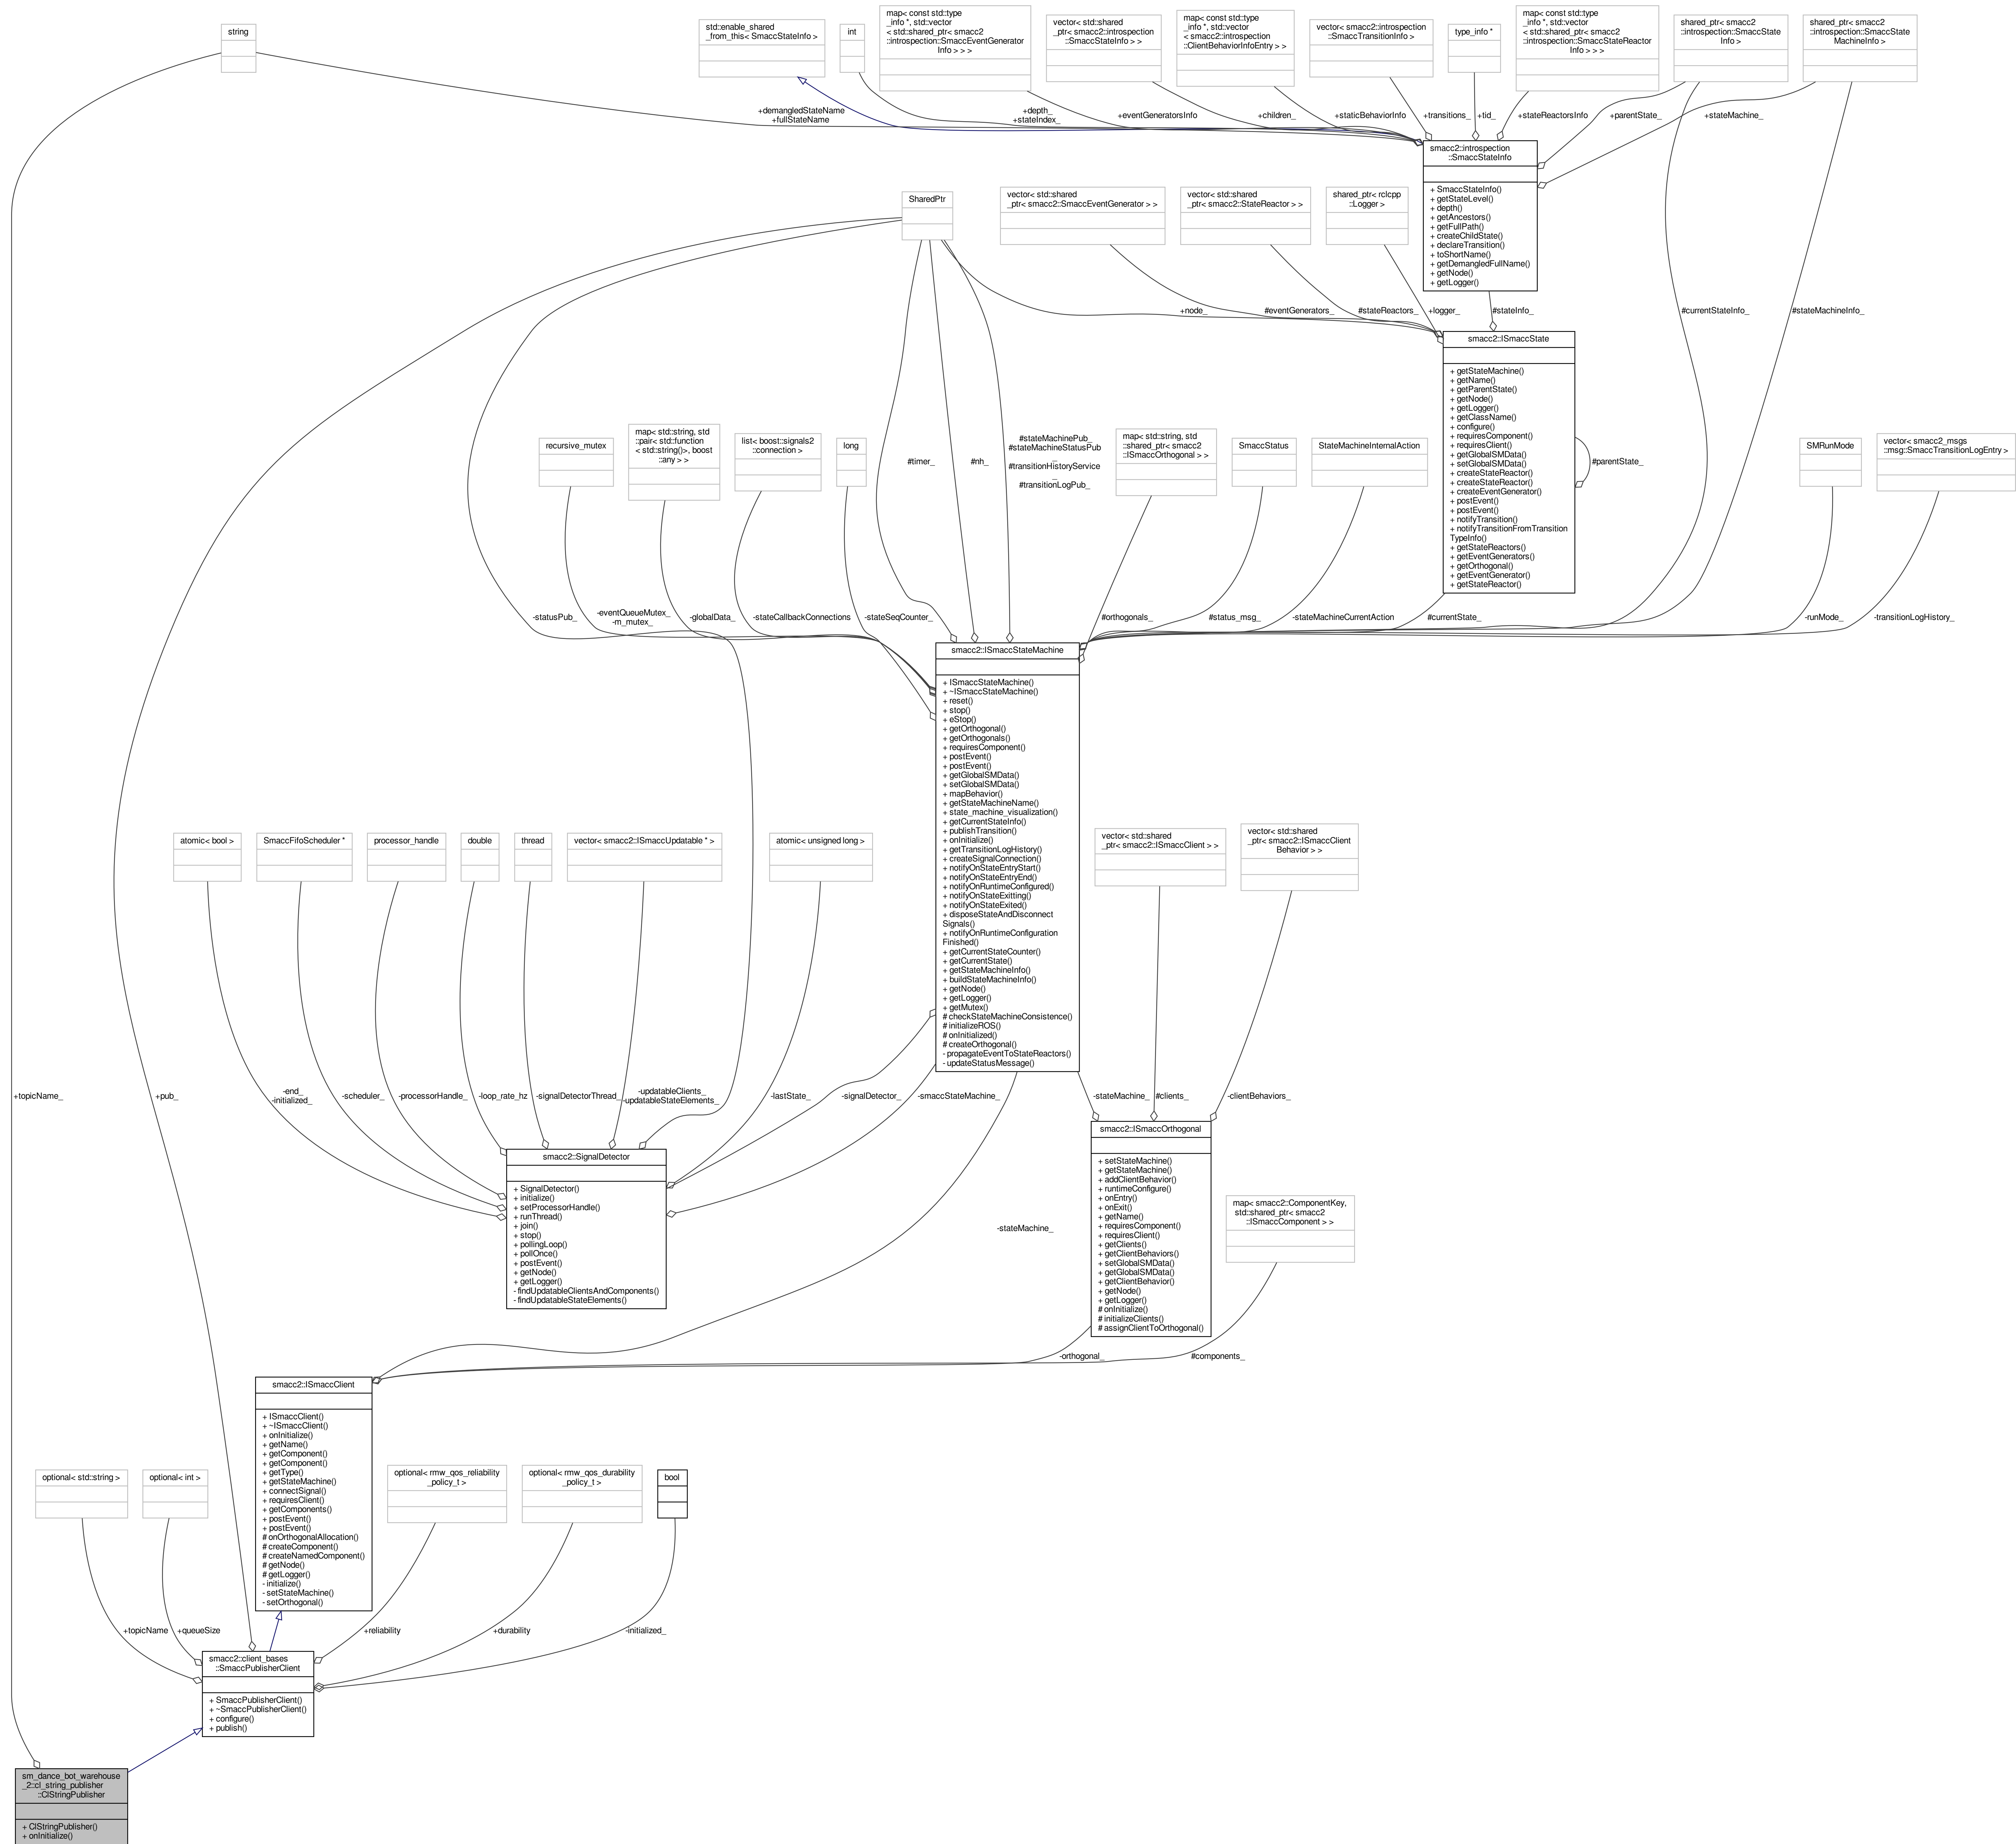 string
std::enable_shared
_from_this< SmaccStateInfo >
int
map< const std::type
_info *, std::vector
< std::shared_ptr< smacc2
::introspection::SmaccEventGenerator
Info > > >
vector< std::shared
_ptr< smacc2::introspection
::SmaccStateInfo > >
map< const std::type
_info *, std::vector
< smacc2::introspection
::ClientBehaviorInfoEntry > >
vector< smacc2::introspection
::SmaccTransitionInfo >
type_info *
map< const std::type
_info *, std::vector
< std::shared_ptr< smacc2
::introspection::SmaccStateReactor
Info > > >
shared_ptr< smacc2
::introspection::SmaccState
Info >
shared_ptr< smacc2
::introspection::SmaccState
MachineInfo >
+demangledStateName
+fullStateName
+depth_
+stateIndex_
+eventGeneratorsInfo
+children_
+staticBehaviorInfo
+transitions_
+tid_
+stateReactorsInfo
+parentState_
+stateMachine_
smacc2::introspection
::SmaccStateInfo
+ SmaccStateInfo()
+ getStateLevel()
+ depth()
+ getAncestors()
+ getFullPath()
+ createChildState()
+ declareTransition()
+ toShortName()
+ getDemangledFullName()
+ getNode()
+ getLogger()
SharedPtr
vector< std::shared
_ptr< smacc2::SmaccEventGenerator > >
vector< std::shared
_ptr< smacc2::StateReactor > >
shared_ptr< rclcpp
::Logger >
+node_
#eventGenerators_
#stateReactors_
+logger_
#stateInfo_
#currentStateInfo_
#stateMachineInfo_
smacc2::ISmaccState
+ getStateMachine()
+ getName()
+ getParentState()
+ getNode()
+ getLogger()
+ getClassName()
+ configure()
+ requiresComponent()
+ requiresClient()
+ getGlobalSMData()
+ setGlobalSMData()
+ createStateReactor()
+ createStateReactor()
+ createEventGenerator()
+ postEvent()
+ postEvent()
+ notifyTransition()
+ notifyTransitionFromTransition
TypeInfo()
+ getStateReactors()
+ getEventGenerators()
+ getOrthogonal()
+ getEventGenerator()
+ getStateReactor()
#parentState_
recursive_mutex
map< std::string, std
::pair< std::function
< std::string()>, boost
::any > >
list< boost::signals2
::connection >
long
#timer_
#nh_
#stateMachinePub_
#stateMachineStatusPub
_
#transitionHistoryService
_
#transitionLogPub_
map< std::string, std
::shared_ptr< smacc2
::ISmaccOrthogonal > >
SmaccStatus
StateMachineInternalAction
SMRunMode
vector< smacc2_msgs
::msg::SmaccTransitionLogEntry >
-statusPub_
-eventQueueMutex_
-m_mutex_
-globalData_
-stateCallbackConnections
-stateSeqCounter_
#orthogonals_
#status_msg_
-stateMachineCurrentAction
#currentState_
-runMode_
-transitionLogHistory_
smacc2::ISmaccStateMachine
+ ISmaccStateMachine()
+ ~ISmaccStateMachine()
+ reset()
+ stop()
+ eStop()
+ getOrthogonal()
+ getOrthogonals()
+ requiresComponent()
+ postEvent()
+ postEvent()
+ getGlobalSMData()
+ setGlobalSMData()
+ mapBehavior()
+ getStateMachineName()
+ state_machine_visualization()
+ getCurrentStateInfo()
+ publishTransition()
+ onInitialize()
+ getTransitionLogHistory()
+ createSignalConnection()
+ notifyOnStateEntryStart()
+ notifyOnStateEntryEnd()
+ notifyOnRuntimeConfigured()
+ notifyOnStateExitting()
+ notifyOnStateExited()
+ disposeStateAndDisconnect
Signals()
+ notifyOnRuntimeConfiguration
Finished()
+ getCurrentStateCounter()
+ getCurrentState()
+ getStateMachineInfo()
+ buildStateMachineInfo()
+ getNode()
+ getLogger()
+ getMutex()
# checkStateMachineConsistence()
# initializeROS()
# onInitialized()
# createOrthogonal()
- propagateEventToStateReactors()
- updateStatusMessage()
atomic< bool >
SmaccFifoScheduler *
processor_handle
double
thread
vector< smacc2::ISmaccUpdatable * >
atomic< unsigned long >
vector< std::shared
_ptr< smacc2::ISmaccClient > >
vector< std::shared
_ptr< smacc2::ISmaccClient
Behavior > >
+topicName_
+pub_
-end_
-initialized_
-scheduler_
-processorHandle_
-loop_rate_hz
-signalDetectorThread_
-updatableClients_
-updatableStateElements_
-lastState_
-signalDetector_
-smaccStateMachine_
-stateMachine_
#clients_
-clientBehaviors_
smacc2::SignalDetector
+ SignalDetector()
+ initialize()
+ setProcessorHandle()
+ runThread()
+ join()
+ stop()
+ pollingLoop()
+ pollOnce()
+ postEvent()
+ getNode()
+ getLogger()
- findUpdatableClientsAndComponents()
- findUpdatableStateElements()
smacc2::ISmaccOrthogonal
+ setStateMachine()
+ getStateMachine()
+ addClientBehavior()
+ runtimeConfigure()
+ onEntry()
+ onExit()
+ getName()
+ requiresComponent()
+ requiresClient()
+ getClients()
+ getClientBehaviors()
+ setGlobalSMData()
+ getGlobalSMData()
+ getClientBehavior()
+ getNode()
+ getLogger()
# onInitialize()
# initializeClients()
# assignClientToOrthogonal()
map< smacc2::ComponentKey,
std::shared_ptr< smacc2
::ISmaccComponent > >
-stateMachine_
-orthogonal_
#components_
smacc2::ISmaccClient
+ ISmaccClient()
+ ~ISmaccClient()
+ onInitialize()
+ getName()
+ getComponent()
+ getComponent()
+ getType()
+ getStateMachine()
+ connectSignal()
+ requiresClient()
+ getComponents()
+ postEvent()
+ postEvent()
# onOrthogonalAllocation()
# createComponent()
# createNamedComponent()
# getNode()
# getLogger()
- initialize()
- setStateMachine()
- setOrthogonal()
optional< std::string >
optional< int >
optional< rmw_qos_reliability
_policy_t >
optional< rmw_qos_durability
_policy_t >
bool
+topicName
+queueSize
+reliability
+durability
-initialized_
smacc2::client_bases
::SmaccPublisherClient
+ SmaccPublisherClient()
+ ~SmaccPublisherClient()
+ configure()
+ publish()
sm_dance_bot_warehouse
_2::cl_string_publisher
::ClStringPublisher
+ ClStringPublisher()
+ onInitialize()